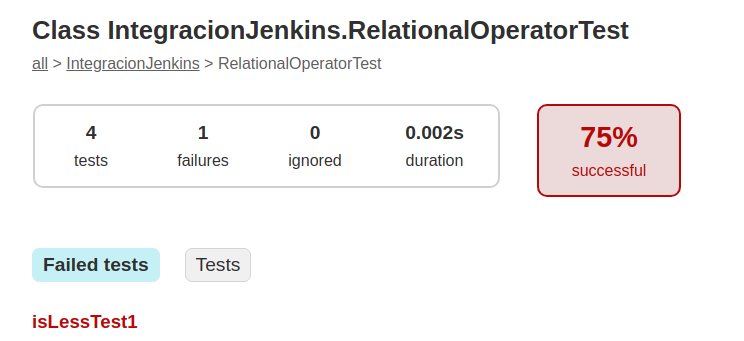 Class IntegracionJenkins.RelationalOperatorTest
all > IntegracionJenkins > RelationalOperatorTest
4 1 0 0.002s
tests failures ignored duration
75%
successful
Failed tests Tests
isLessTest1